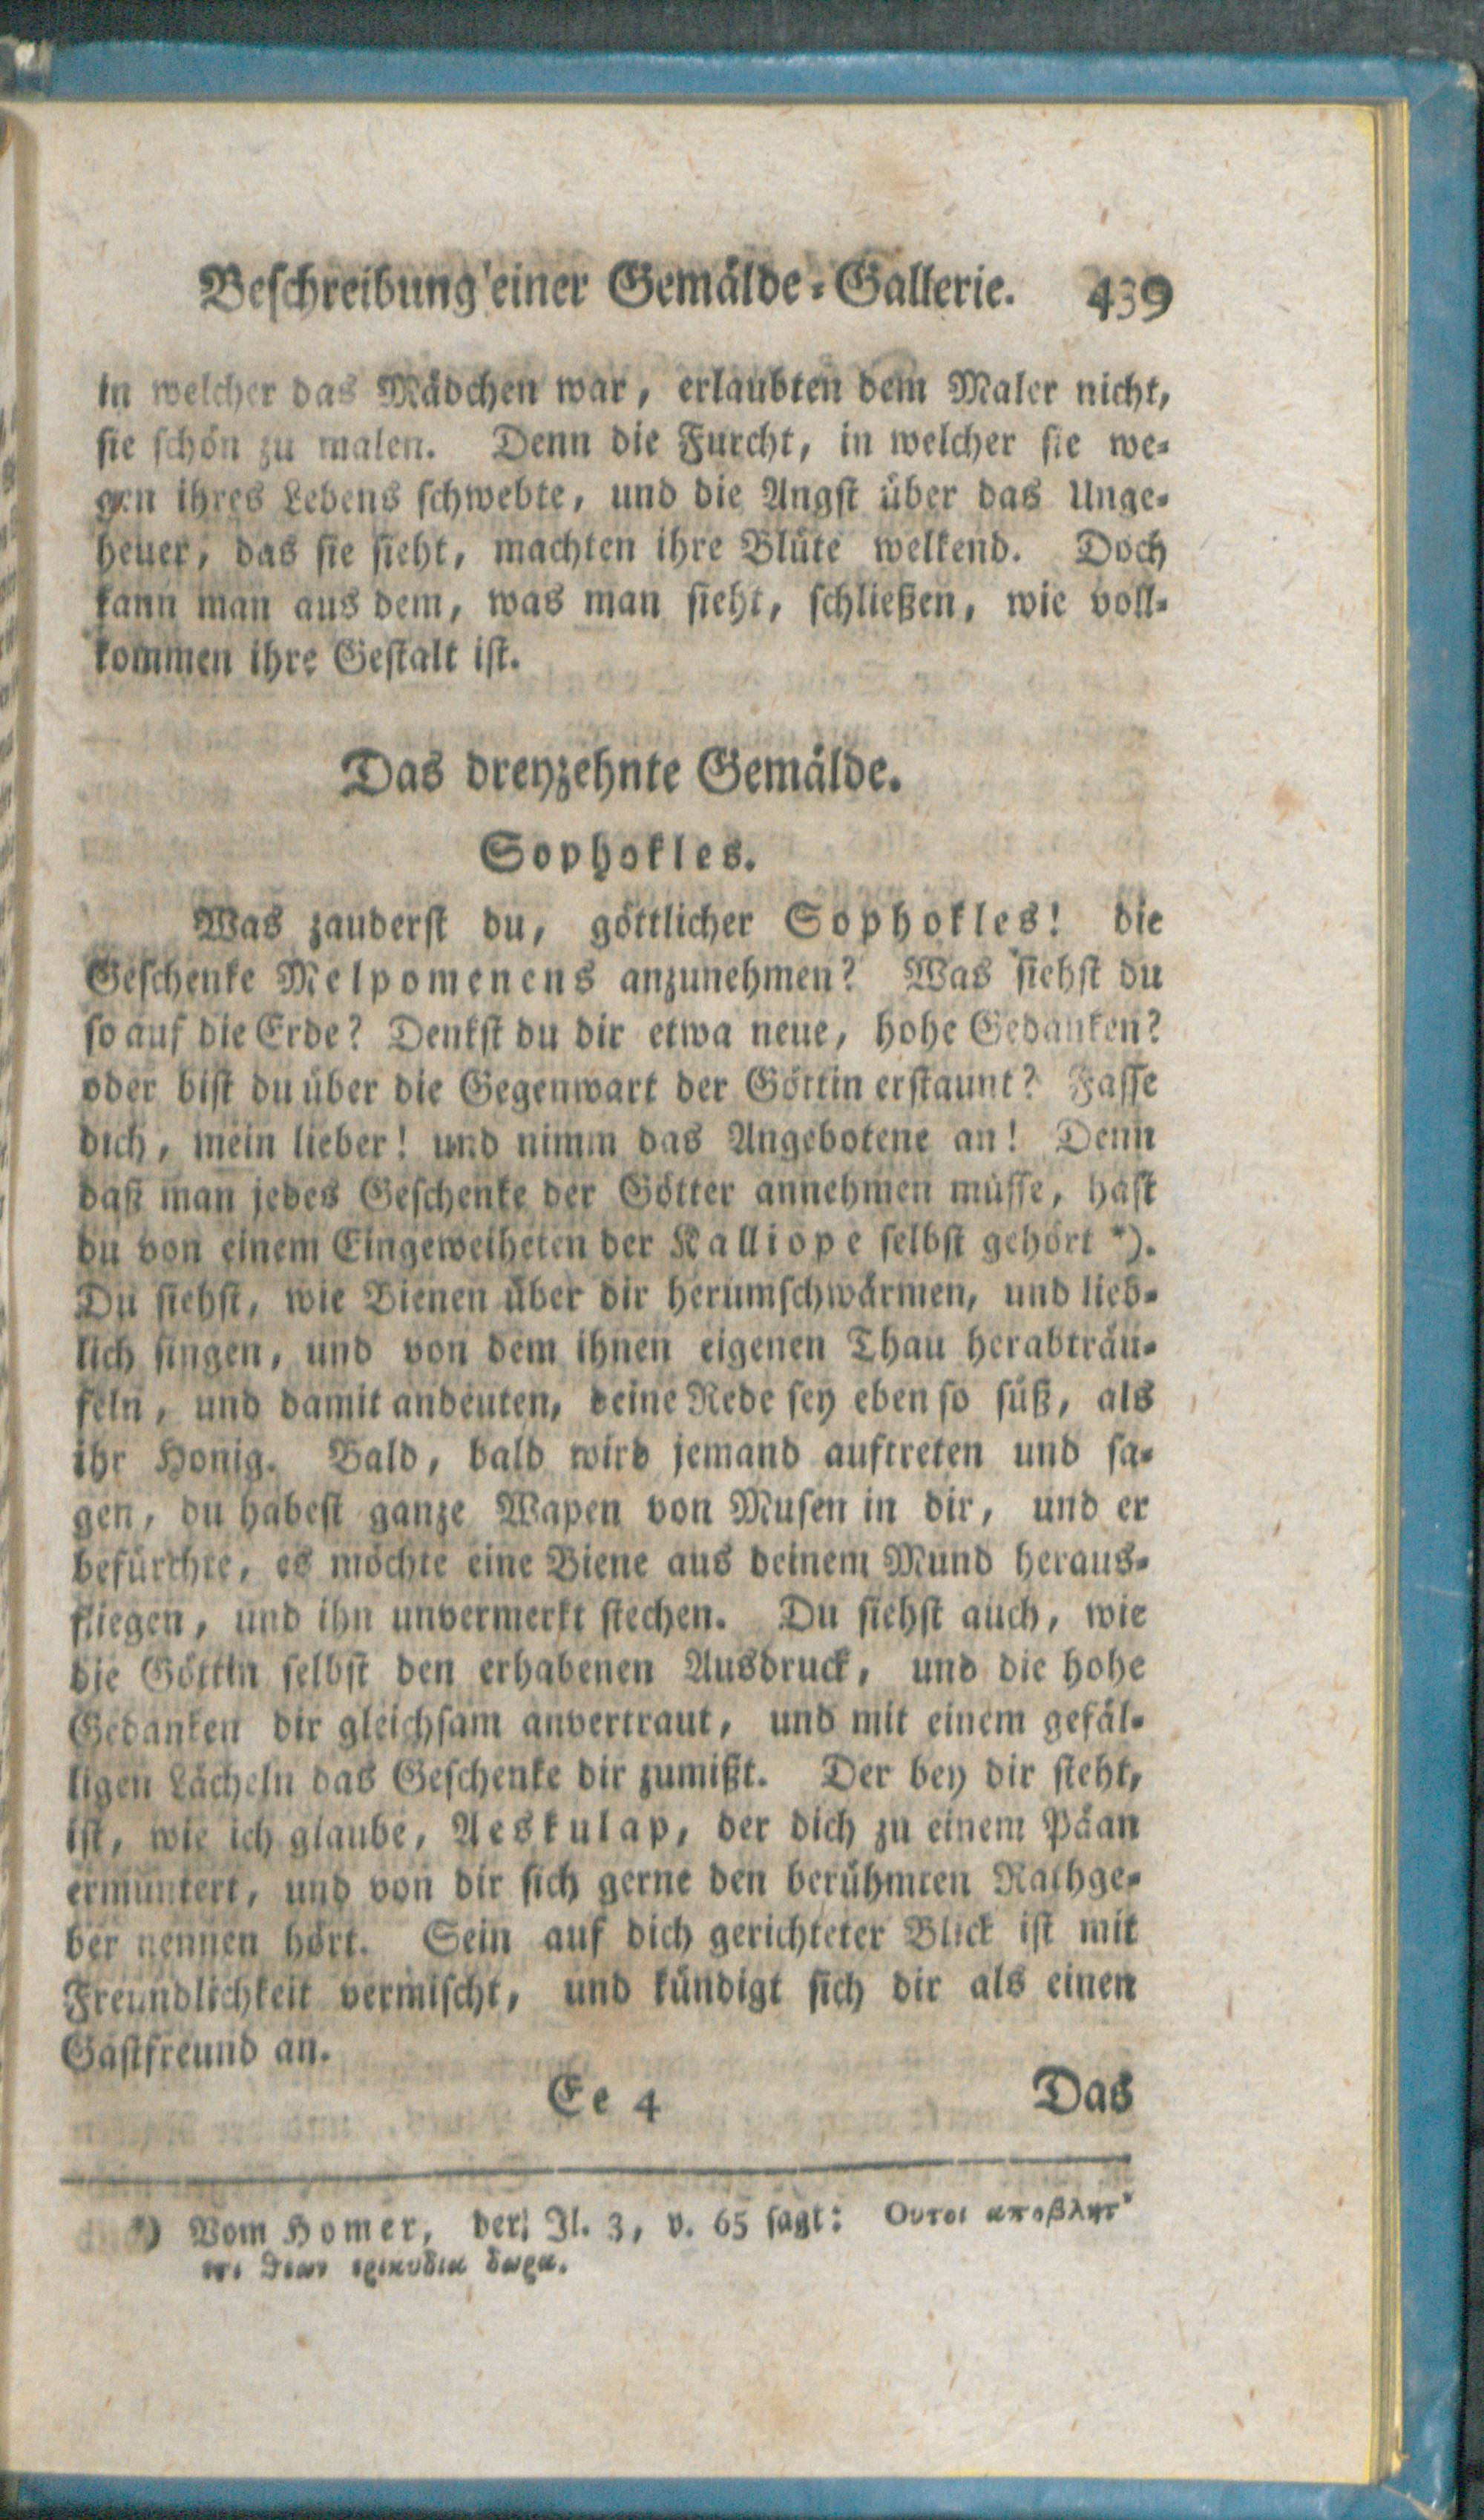 Beschreibung einer Gemälde-Gallerie. 439
in welcher das Mädchen war, erlaubten dem Maler nicht,
sie schön zu malen. Denn die Furcht, in welcher sie we-
gen ihres Lebens schwebte, und die Angst über das Unge-
heuer, das sie sieht, machten ihre Blüte welkend. Doch
kann man aus dem, was man sieht, schließen, wie voll-
kommen ihre Gestalt ist.
Das dreyzehnte Gemälde.
Sophokles.
Was zauderst du, göttlicher Sophokles! die
Geschenke Melpomenens anzunehmen? Was siehst du
so auf die Erde? Denkst du dir etwa neue, hohe Gedanken?
oder bist du über die Gegenwart der Göttin erstaunt? Fasse
dich, mein lieber! und nimm das Angebotene an! Denn
daß man jedes Geschenke der Götter annehmen müsse, hast
du von einem Eingeweiheten der Kalliope selbst gehört *).
Du siehst, wie Bienen über dir herumschwärmen, und lieb-
lich singen, und von dem ihnen eigenen Thau herabträu-
feln, und damit andeuten, deine Rede sey eben so süß, als
ihr Honig. Bald, bald wird jemand auftreten und sa-
gen, du habest ganze Wapen von Musen in dir, und er
befürchte, es möchte eine Biene aus deinem Mund heraus-
fliegen, und ihn unvermerkt stechen. Du siehst auch, wie
die Göttin selbst den erhabenen Ausdruck, und die hohe
Gedanken dir gleichsam anvertraut, und mit einem gefäl-
ligen Lächeln das Geschenke dir zumißt. Der bey dir steht,
ist, wie ich glaube, Aeskulap, der dich zu einem Päan
ermuntert, und von dir sich gerne den berühmten Rathge-
ber nennen hört. Sein auf dich gerichteter Blick ist mit
Freundlichkeit vermischt, und kündigt sich dir als einen
Gastfreund an.
Ee 4 Das
*) Vom Homer, der Il. 3, v. 65 sagt: Ουτοι αποβλητ'
εςι θεων ερικυδεα δωρα.